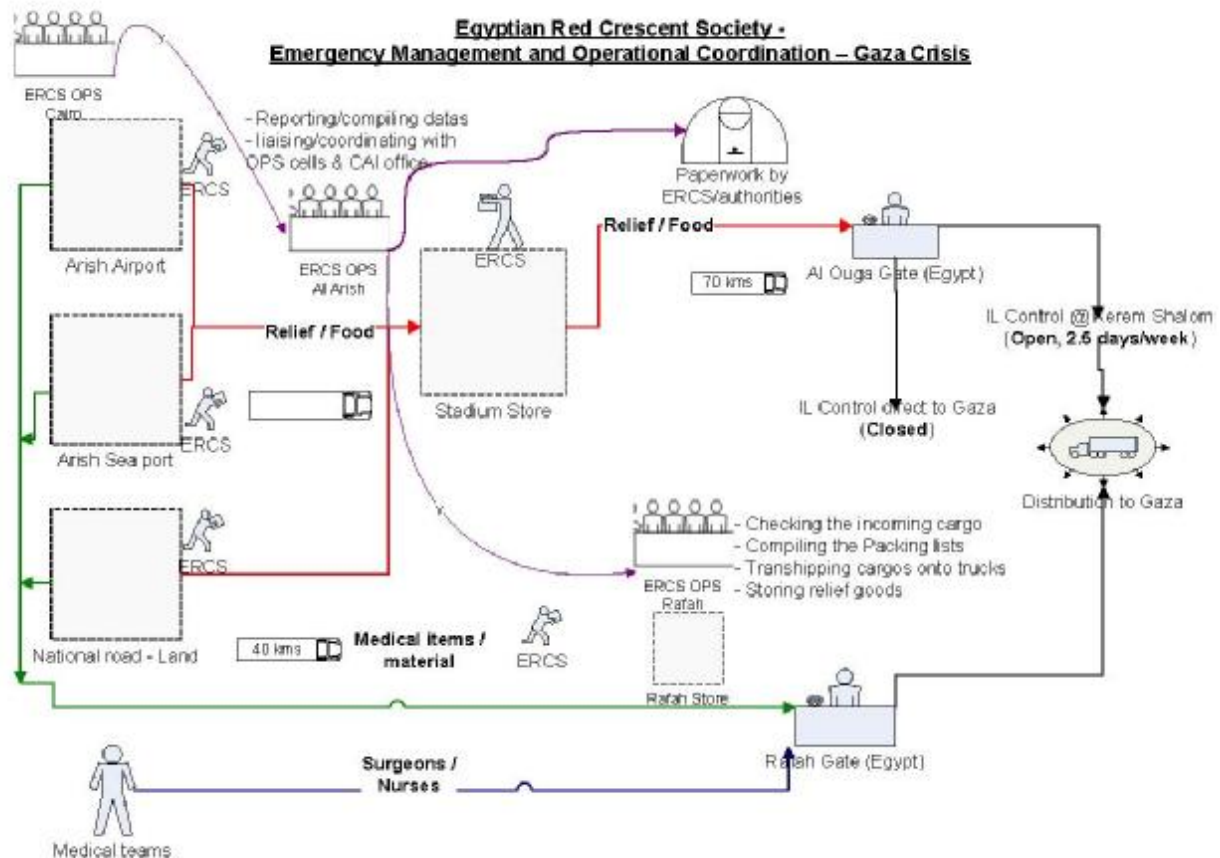 Egyptian Red Crescent Society -
Emergency Management and Operational Coordination – Gaza Crisis
ERCS OPS
Cairo
- Reporting/compiling datas
- liaising/coordinating with
OPS cells & CAI office
ERCS
Arish Airport
ERCS OPS
All Arish
ERCS
Paperwork by
ERCS/authorities
Relief / Food
Al Ouga Gate (Egypt)
70 kms
Relief / Food
Stadium Store
IL Control @ Kerem Shalom
(Open, 2.5 days/week)
IL Control direct to Gaza
(Closed)
ERCS
Arish Sea port
Distribution to Gaza
ERCS
- Checking the incoming cargo
- Compiling the Packing lists
- Transhipping cargos onto trucks
- Storing relief goods
ERCS OPS
Rafah
National road - Land
40 kms
Medical items /
material
ERCS
Rafah Store
Rafah Gate (Egypt)
Surgeons /
Nurses
Medical teams